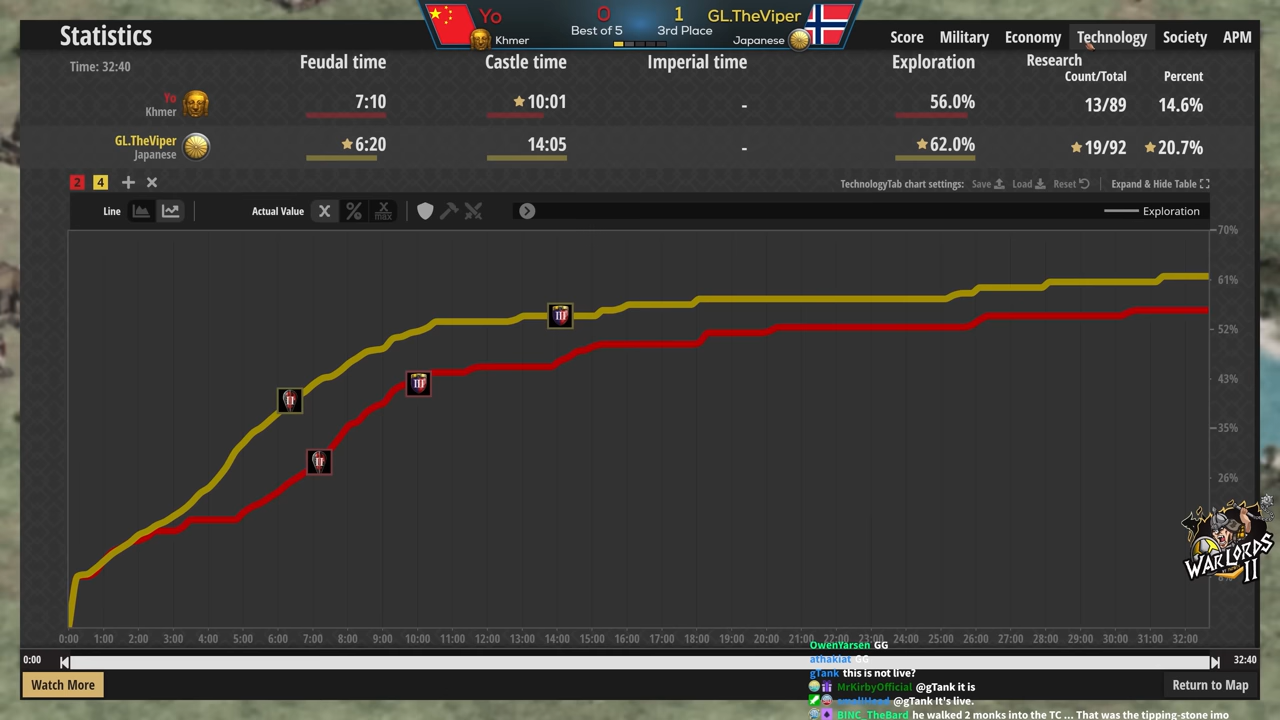 Statistics
Yo
Khmer
0
Best of 5
1
3rd Place
GL.TheViper
Japanese
Score Military Economy Technology Society APM
Time: 32:40
Feudal time Castle time Imperial time Exploration Research
Count/Total Percent
Yo
Khmer
7:10 10:01 - 56.0% 13/89 14.6%
GL.TheViper
Japanese
6:20 14:05 - 62.0% 19/92 20.7%
2 4
TechnologyTab chart settings: Save Load Reset Expand & Hide Table
Line Actual Value X % X max
Exploration
70%
61%
52%
43%
35%
26%
II III
II III
WARLORDS
II
0:00 1:00 2:00 3:00 4:00 5:00 6:00 7:00 8:00 9:00 10:00 11:00 12:00 13:00 14:00 15:00 16:00 17:00 18:00 19:00 20:00 21:00 22:00 23:00 24:00 25:00 26:00 27:00 28:00 29:00 30:00 31:00 32:00
OwenYarsen GG
0:00 32:40
athakiat GG
gTank this is not live?
Watch More
Return to Map
MrKirbyOfficial @gTank it is
@gTank It's live.
BINC_TheBard he walked 2 monks into the TC ... That was the tipping-stone imo